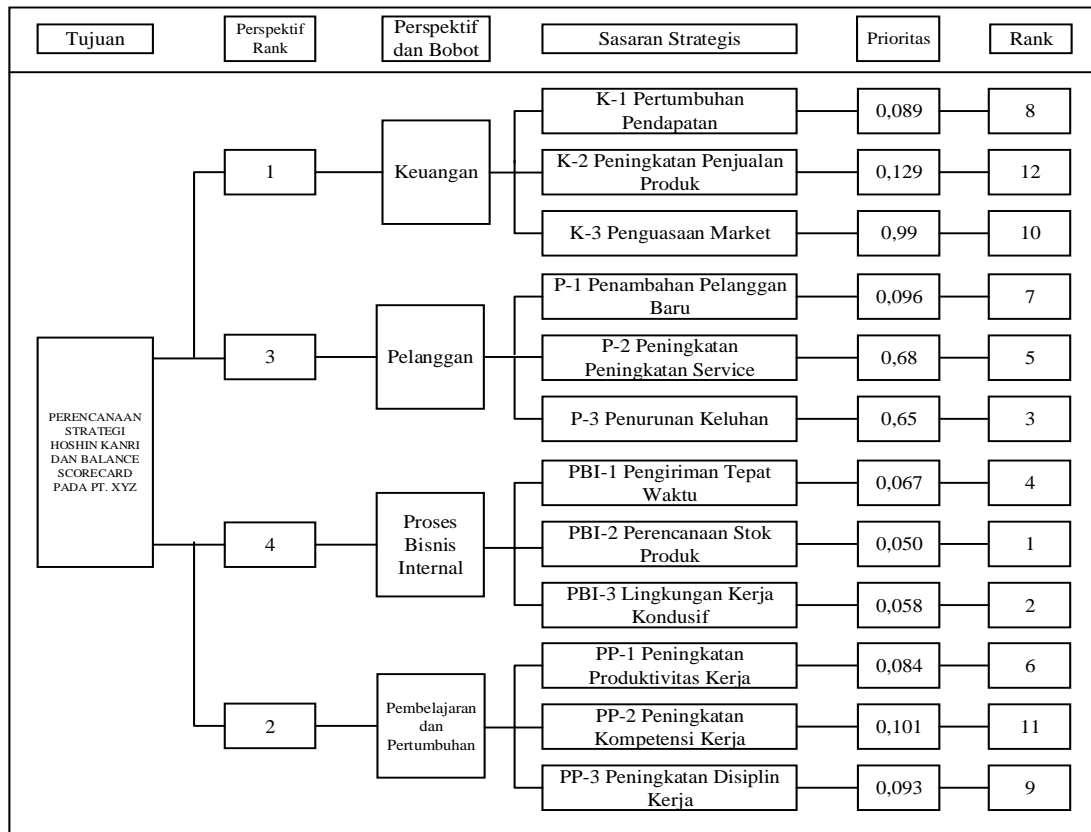 Tujuan
Perspektif
Rank
Perspektif
dan Bobot
Sasaran Strategis
Prioritas
Rank
PERENCANAAN
STRATEGI
HOSHIN KANRI
DAN BALANCE
SCORECARD
PADA PT. XYZ
1
Keuangan
K-1 Pertumbuhan
Pendapatan
0,089
8
K-2 Peningkatan Penjualan
Produk
0,129
12
K-3 Penguasaan Market
0,99
10
3
Pelanggan
P-1 Penambahan Pelanggan
Baru
0,096
7
P-2 Peningkatan
Peningkatan Service
0,68
5
P-3 Penurunan Keluhan
0,65
3
4
Proses
Bisnis
Internal
PBI-1 Pengiriman Tepat
Waktu
0,067
4
PBI-2 Perencanaan Stok
Produk
0,050
1
PBI-3 Lingkungan Kerja
Kondusif
0,058
2
2
Pembelajaran
dan
Pertumbuhan
PP-1 Peningkatan
Produktivitas Kerja
0,084
6
PP-2 Peningkatan
Kompetensi Kerja
0,101
11
PP-3 Peningkatan Disiplin
Kerja
0,093
9